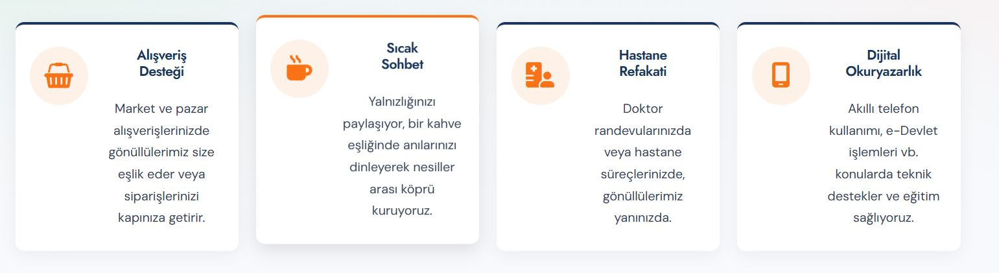 Alışveriş
Desteği
Market ve pazar
alışverişlerinizde
gönüllülerimiz size
eşlik eder veya
siparişlerinizi
kapınıza getirir.
Sıcak
Sohbet
Yalnızlığınızı
paylaşıyor, bir kahve
eşliğinde anılarınızı
dinleyerek nesiller
arası köprü
kuruyoruz.
Hastane
Refakati
Doktor
randevularınızda
veya hastane
süreçlerinizde,
gönüllülerimiz
yanınızda.
Dijital
Okuryazarlık
Akıllı telefon
kullanımı, e-Devlet
işlemleri vb.
konularda teknik
destekler ve eğitim
sağlıyoruz.